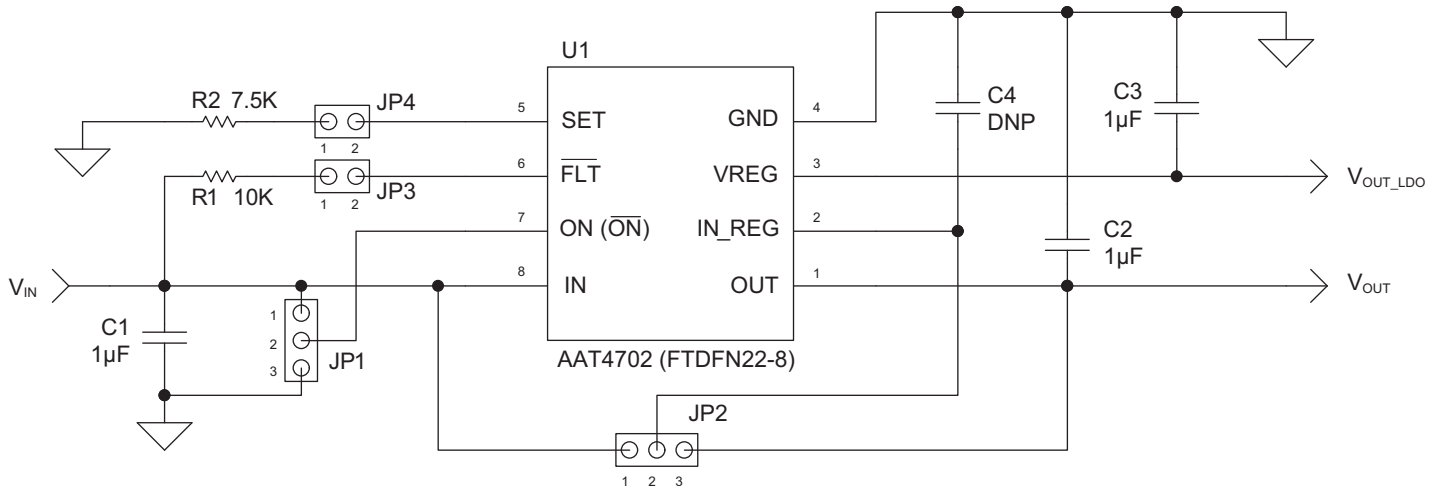 U1
R2 7.5K
JP4
1 2
5
SET
GND
4
C4
DNP
C3
1µF
R1 10K
JP3
1 2
6
F̅L̅T̅
VREG
3
V_OUT_LDO
7
ON (O̅N̅)
IN_REG
2
C2
1µF
V_IN
8
IN
OUT
1
V_OUT
C1
1µF
1
2
3
JP1
AAT4702 (FTDFN22-8)
JP2
1 2 3